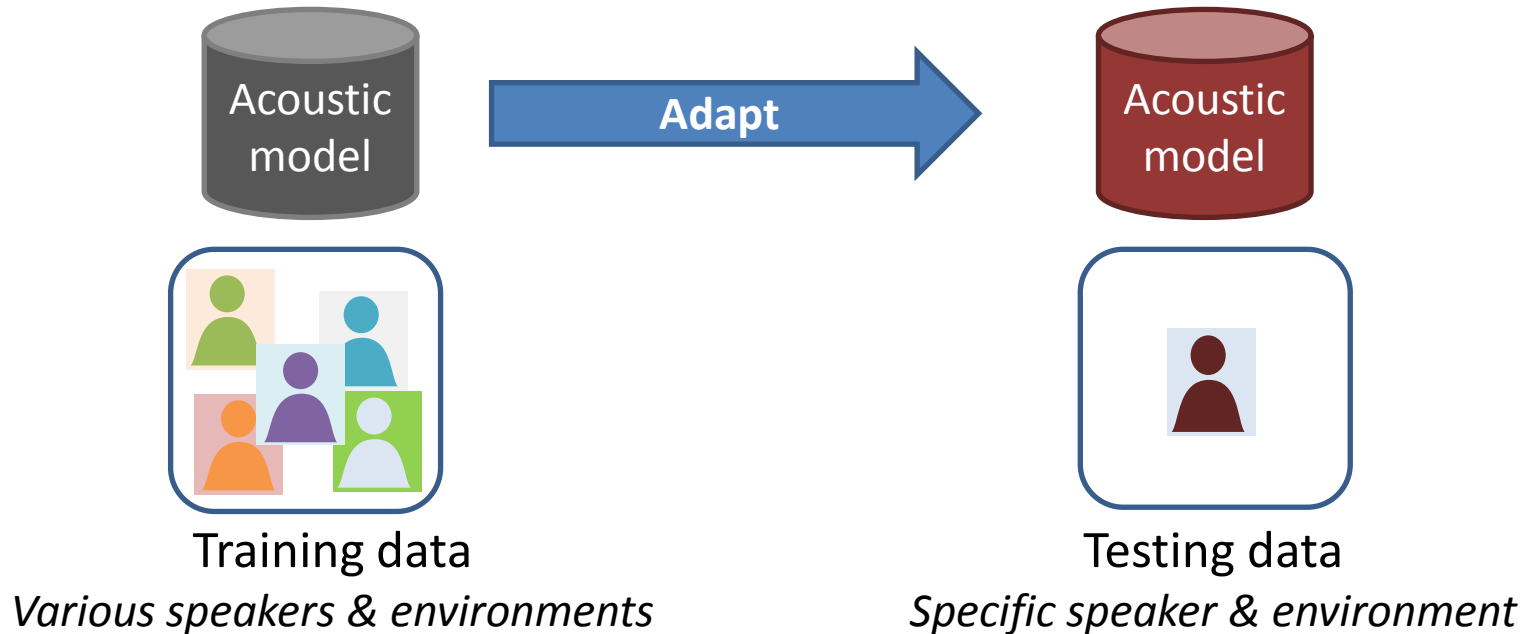 Acoustic
model
Adapt
Acoustic
model
Training data
Various speakers & environments
Testing data
Specific speaker & environment